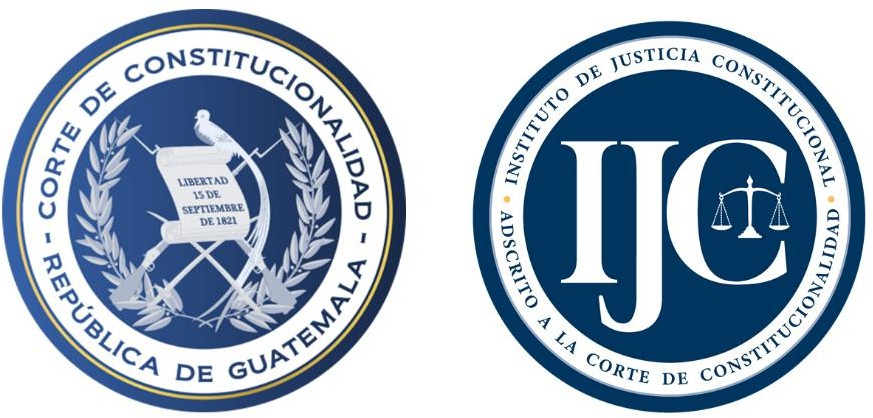 CORTE DE CONSTITUCIONALIDAD
LIBERTAD
15 DE
SEPTIEMBRE
DE 1821
- REPÚBLICA DE GUATEMALA -
INSTITUTO DE JUSTICIA CONSTITUCIONAL
IJC
• ADSCRITO A LA CORTE DE CONSTITUCIONALIDAD •